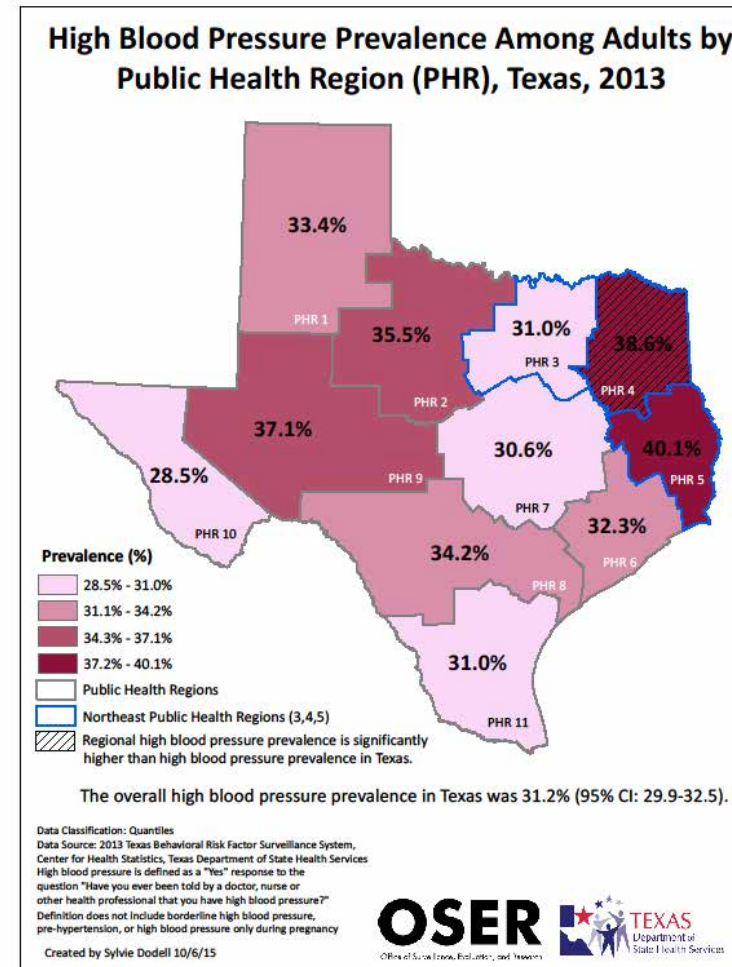 High Blood Pressure Prevalence Among Adults by
Public Health Region (PHR), Texas, 2013
33.4%
PHR 1
35.5%
PHR 2
31.0%
PHR 3
38.6%
PHR 4
37.1%
PHR 9
30.6%
PHR 7
40.1%
PHR 5
28.5%
PHR 10
32.3%
PHR 6
34.2%
PHR 8
31.0%
PHR 11
Prevalence (%)
28.5% - 31.0%
31.1% - 34.2%
34.3% - 37.1%
37.2% - 40.1%
Public Health Regions
Northeast Public Health Regions (3,4,5)
Regional high blood pressure prevalence is significantly
higher than high blood pressure prevalence in Texas.
The overall high blood pressure prevalence in Texas was 31.2% (95% CI: 29.9-32.5).
Data Classification: Quantiles
Data Source: 2013 Texas Behavioral Risk Factor Surveillance System,
Center for Health Statistics, Texas Department of State Health Services
High blood pressure is defined as a "Yes" response to the
question "Have you ever been told by a doctor, nurse or
other health professional that you have high blood pressure?"
Definition does not include borderline high blood pressure,
pre-hypertension, or high blood pressure only during pregnancy
Created by Sylvie Dodell 10/6/15
OSER
Office of Surveillance, Evaluation, and Research
TEXAS
Department of
State Health Services